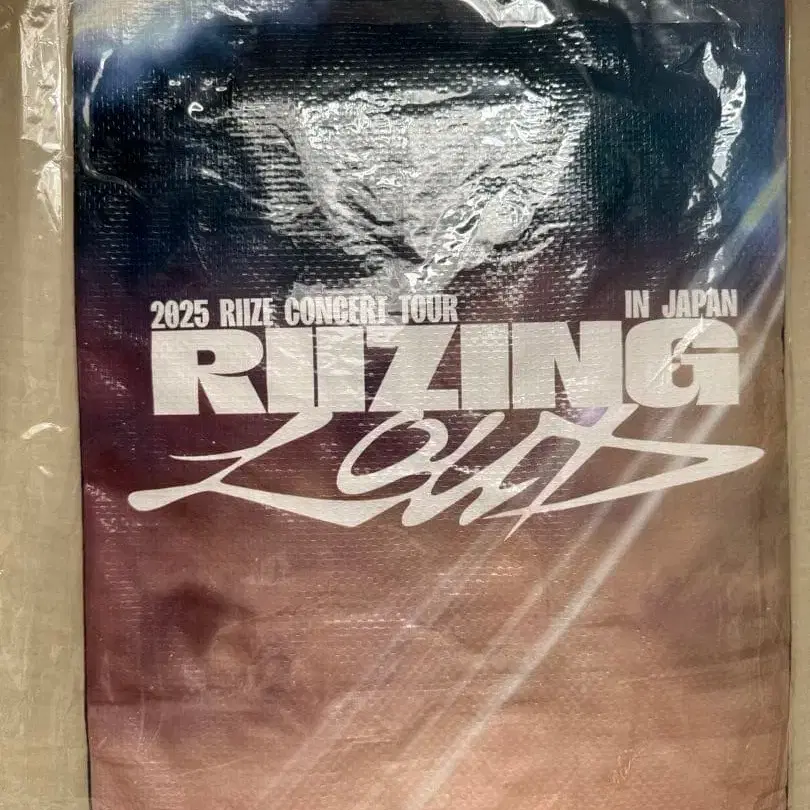 2025 RIIZE CONCERT TOUR IN JAPAN
RIIZING
LOUD